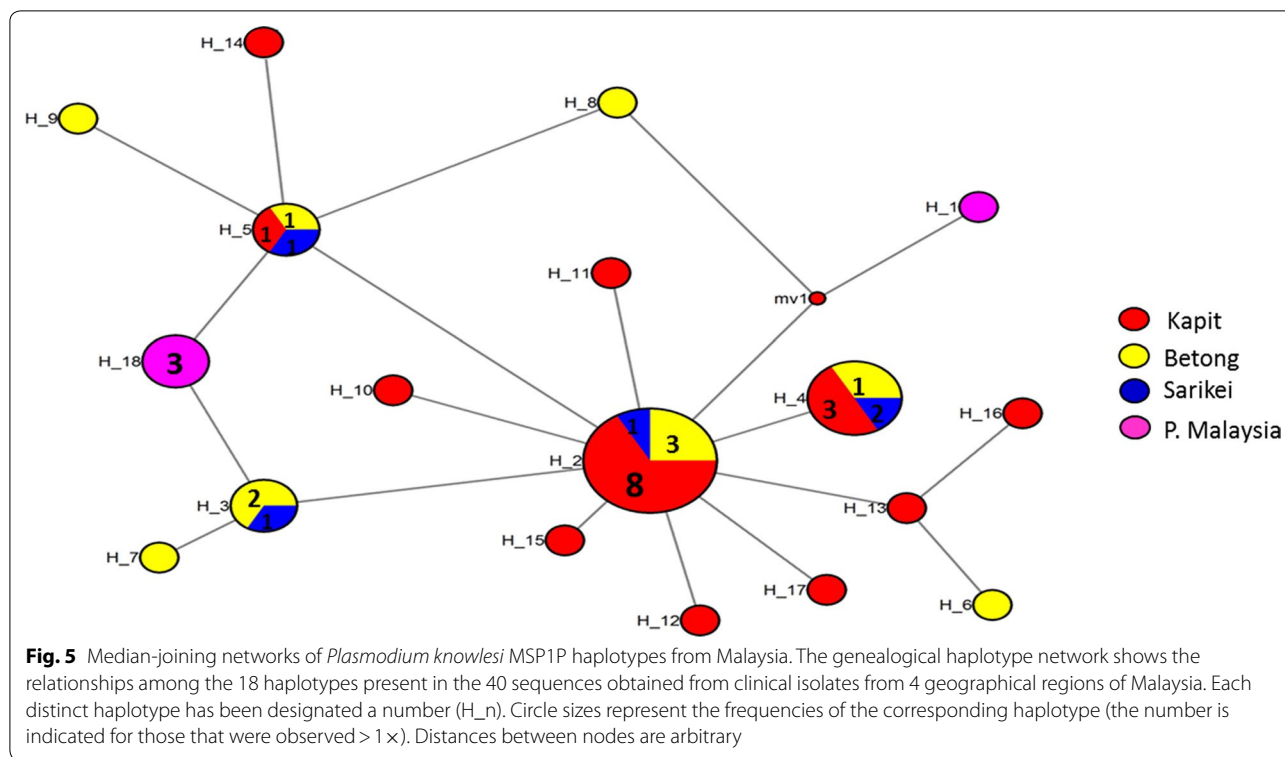 H_14
H_9
H_8
H_5 1 1 1
H_1
H_11
mv1
H_18 3
H_10
H_4 1 3 2
H_16
H_2 1 3 8
H_3 2 1
H_13
H_15
H_7
H_17
H_6
H_12
Kapit
Betong
Sarikei
P. Malaysia
Fig. 5 Median-joining networks of Plasmodium knowlesi MSP1P haplotypes from Malaysia. The genealogical haplotype network shows the
relationships among the 18 haplotypes present in the 40 sequences obtained from clinical isolates from 4 geographical regions of Malaysia. Each
distinct haplotype has been designated a number (H_n). Circle sizes represent the frequencies of the corresponding haplotype (the number is
indicated for those that were observed > 1 ×). Distances between nodes are arbitrary